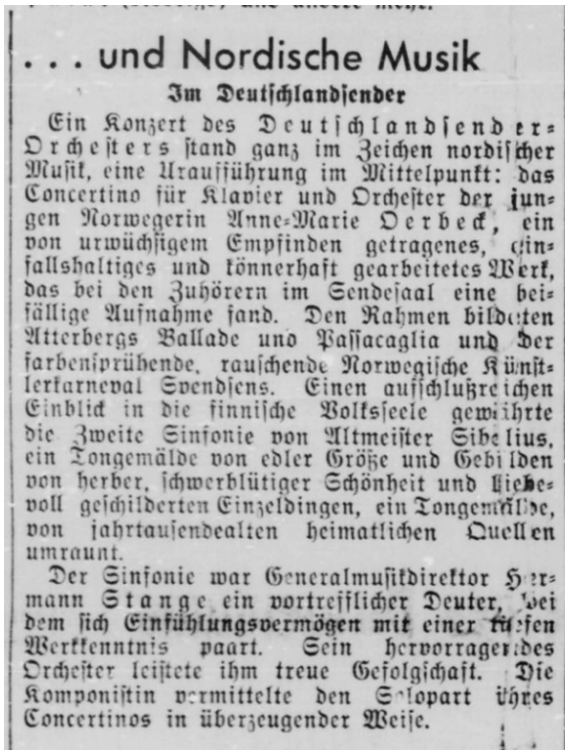 und andere mehr.
. . . und Nordische Musik
Im Deutschlandsender
Ein Konzert des Deutschlandsender-
Orchesters stand ganz im Zeichen nordischer
Musik, eine Uraufführung im Mittelpunkt: das
Concertino für Klavier und Orchester der jun-
gen Norwegerin Anne-Marie Oerbeck, ein
von urwüchsigem Empfinden getragenes, ein-
fallshaltiges und könnerhaft gearbeitetes Werk,
das bei den Zuhörern im Sendesaal eine bei-
fällige Aufnahme fand. Den Rahmen bildeten
Atterbergs Ballade und Passacaglia und der
farbensprühende, rauschende Norwegische Künst-
lerkarneval Svendsens. Einen aufschlußreichen
Einblick in die finnische Volksseele gewährte
die Zweite Sinfonie von Altmeister Sibelius,
ein Tongemälde von edler Größe und Gebilden
von herber, schwerblütiger Schönheit und liebe-
voll geschilderten Einzeldingen, ein Tongemälde,
von jahrtausendealten heimatlichen Quellen
umraunt.
Der Sinfonie war Generalmusikdirektor Her-
mann Stange ein vortrefflicher Deuter, bei
dem sich Einfühlungsvermögen mit einer tiefen
Werkkenntnis paart. Sein hervorragendes
Orchester leistete ihm treue Gefolgschaft. Die
Komponistin vermittelte den Solopart ihres
Concertinos in überzeugender Weise.